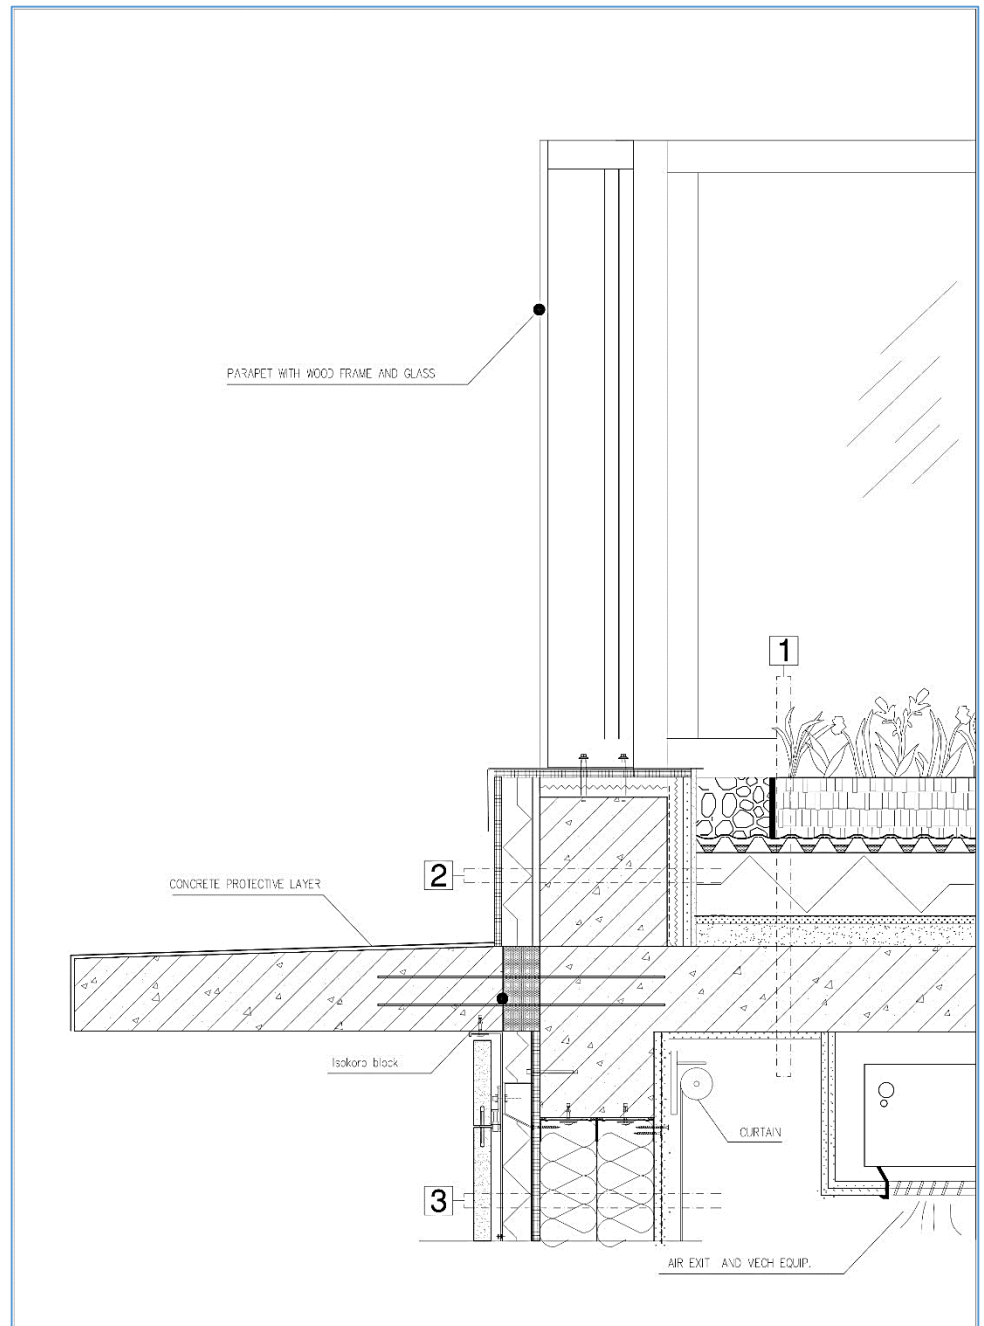 PARAPET WITH WOOD FRAME AND GLASS
1
2
CONCRETE PROTECTIVE LAYER
Isokorb block
CURTAIN
3
AIR EXIT AND VECH EQUIP.